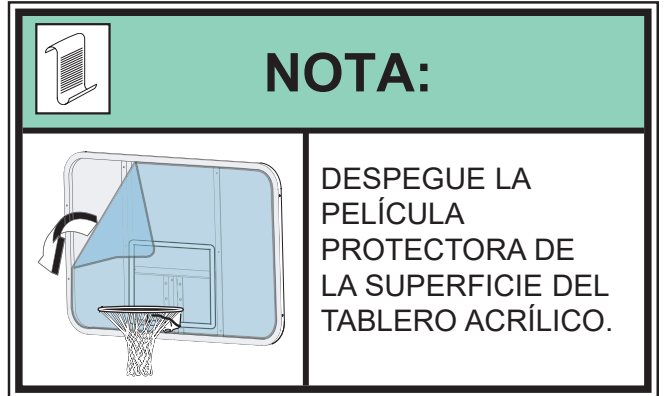 NOTA:
DESPEGUE LA
PELÍCULA
PROTECTORA DE
LA SUPERFICIE DEL
TABLERO ACRÍLICO.